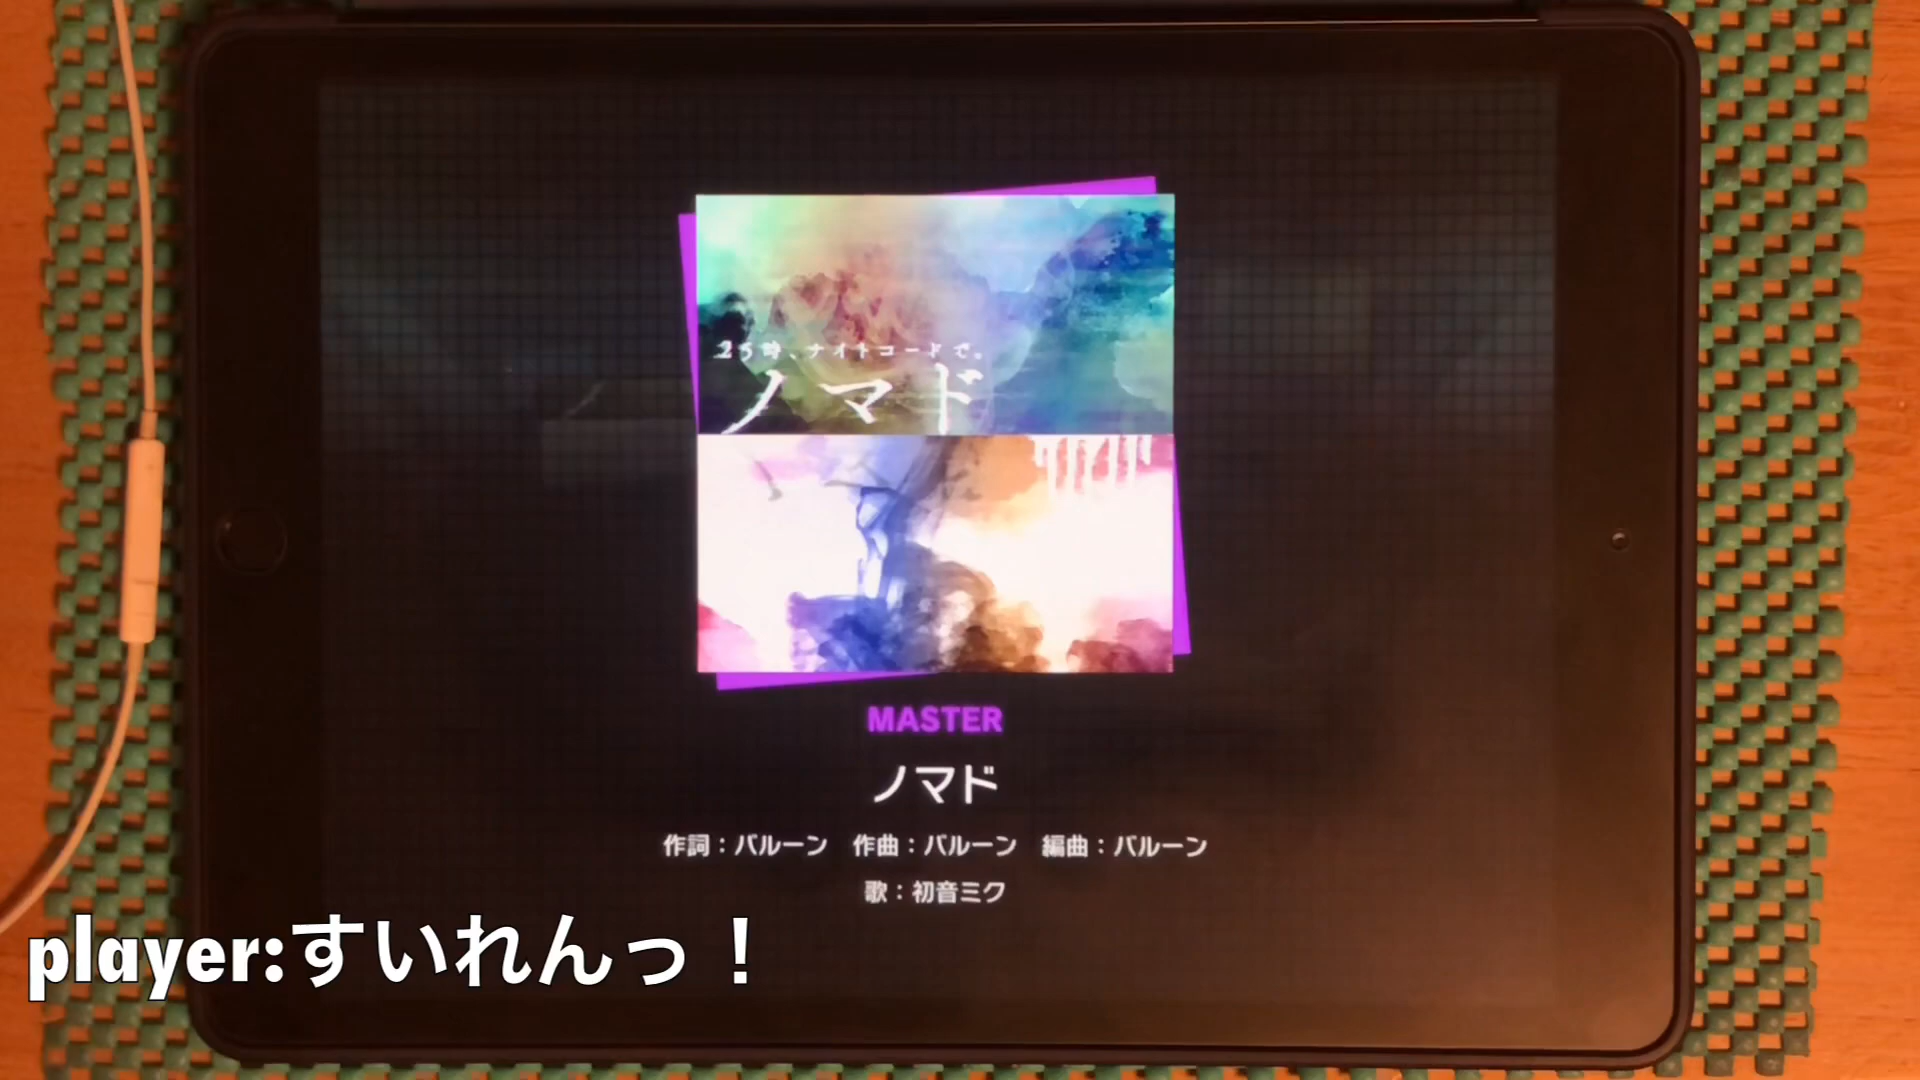 25時、ナイトコードで。
ノマド
MASTER
ノマド
作詞：バルーン 作曲：バルーン 編曲：バルーン
歌：初音ミク
player:すいれんっ！